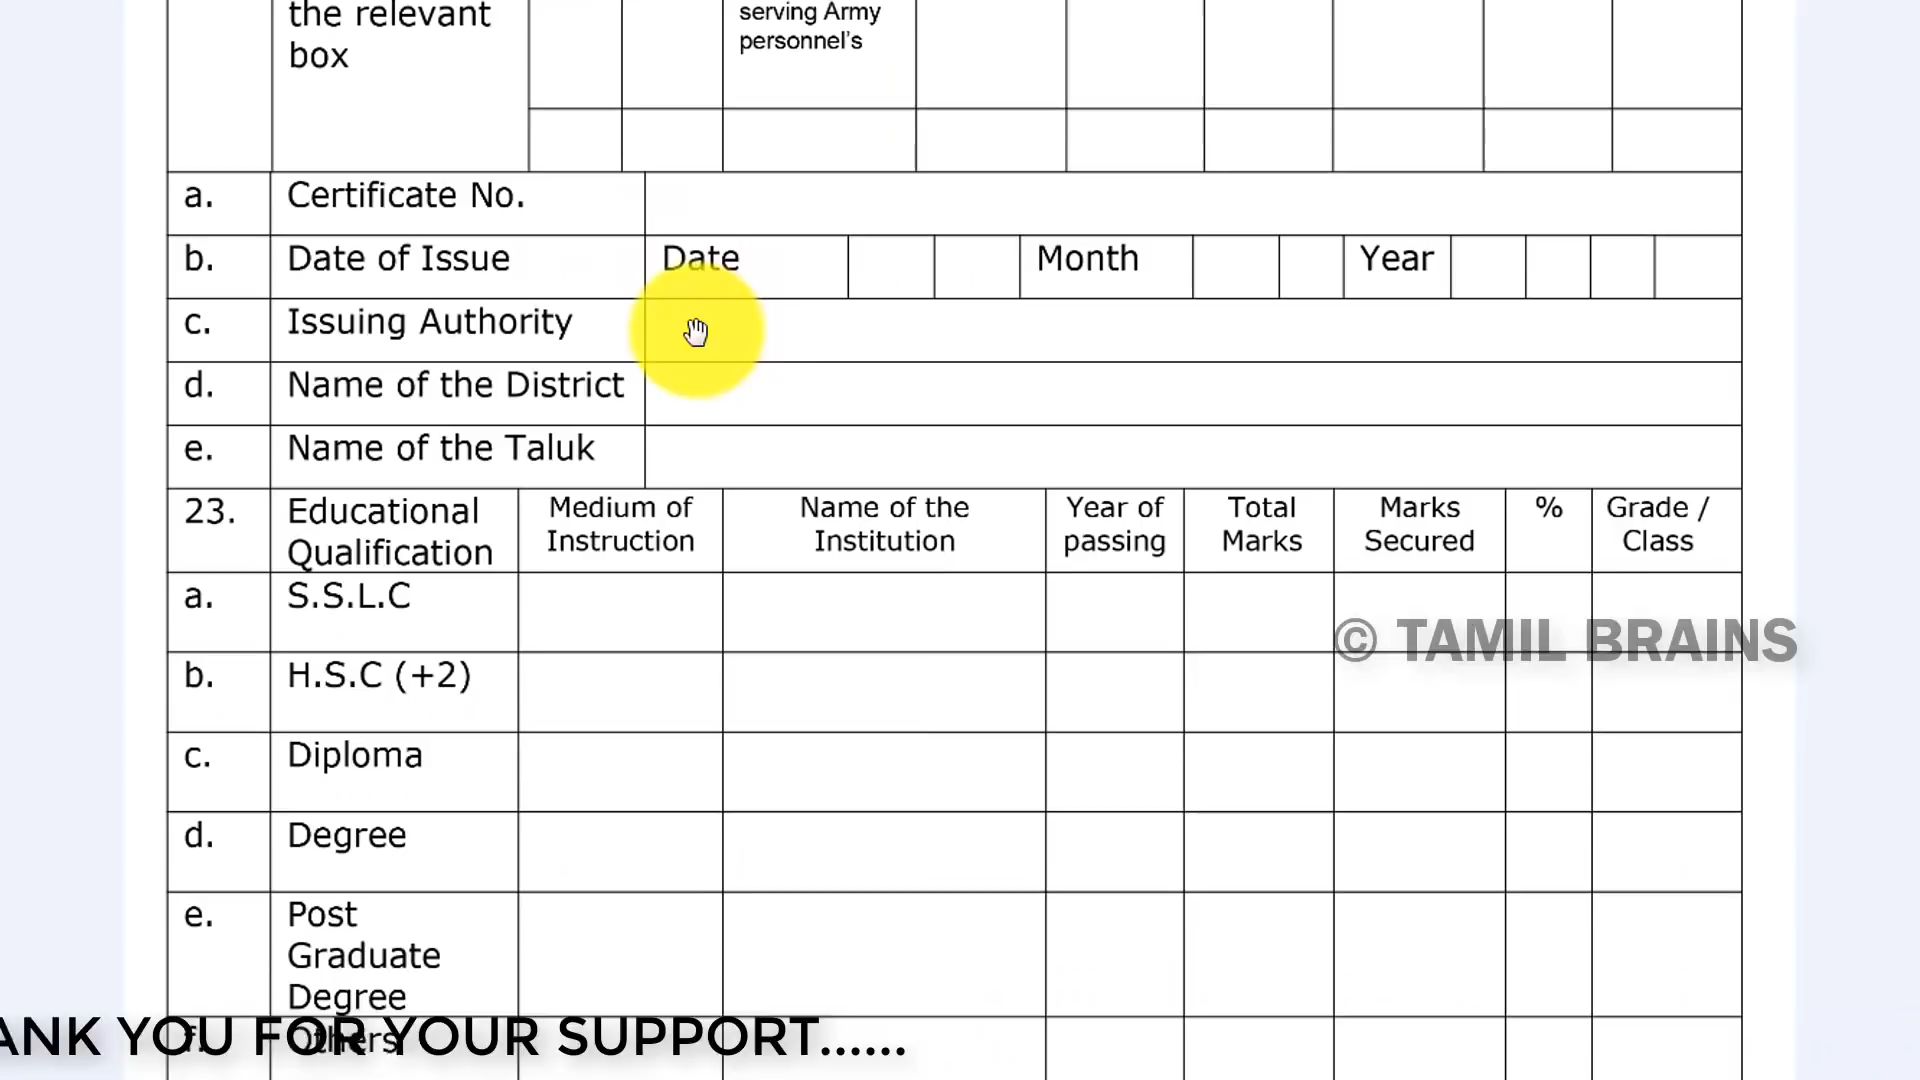 the relevant
box
serving Army
personnel's
a. Certificate No.
b. Date of Issue Date Month Year
c. Issuing Authority
d. Name of the District
e. Name of the Taluk
23. Educational
Qualification
Medium of
Instruction
Name of the
Institution
Year of
passing
Total
Marks
Marks
Secured
%
Grade /
Class
a. S.S.L.C
© TAMIL BRAINS
b. H.S.C (+2)
c. Diploma
d. Degree
e. Post
Graduate
Degree
f. Others
ANK YOU FOR YOUR SUPPORT......